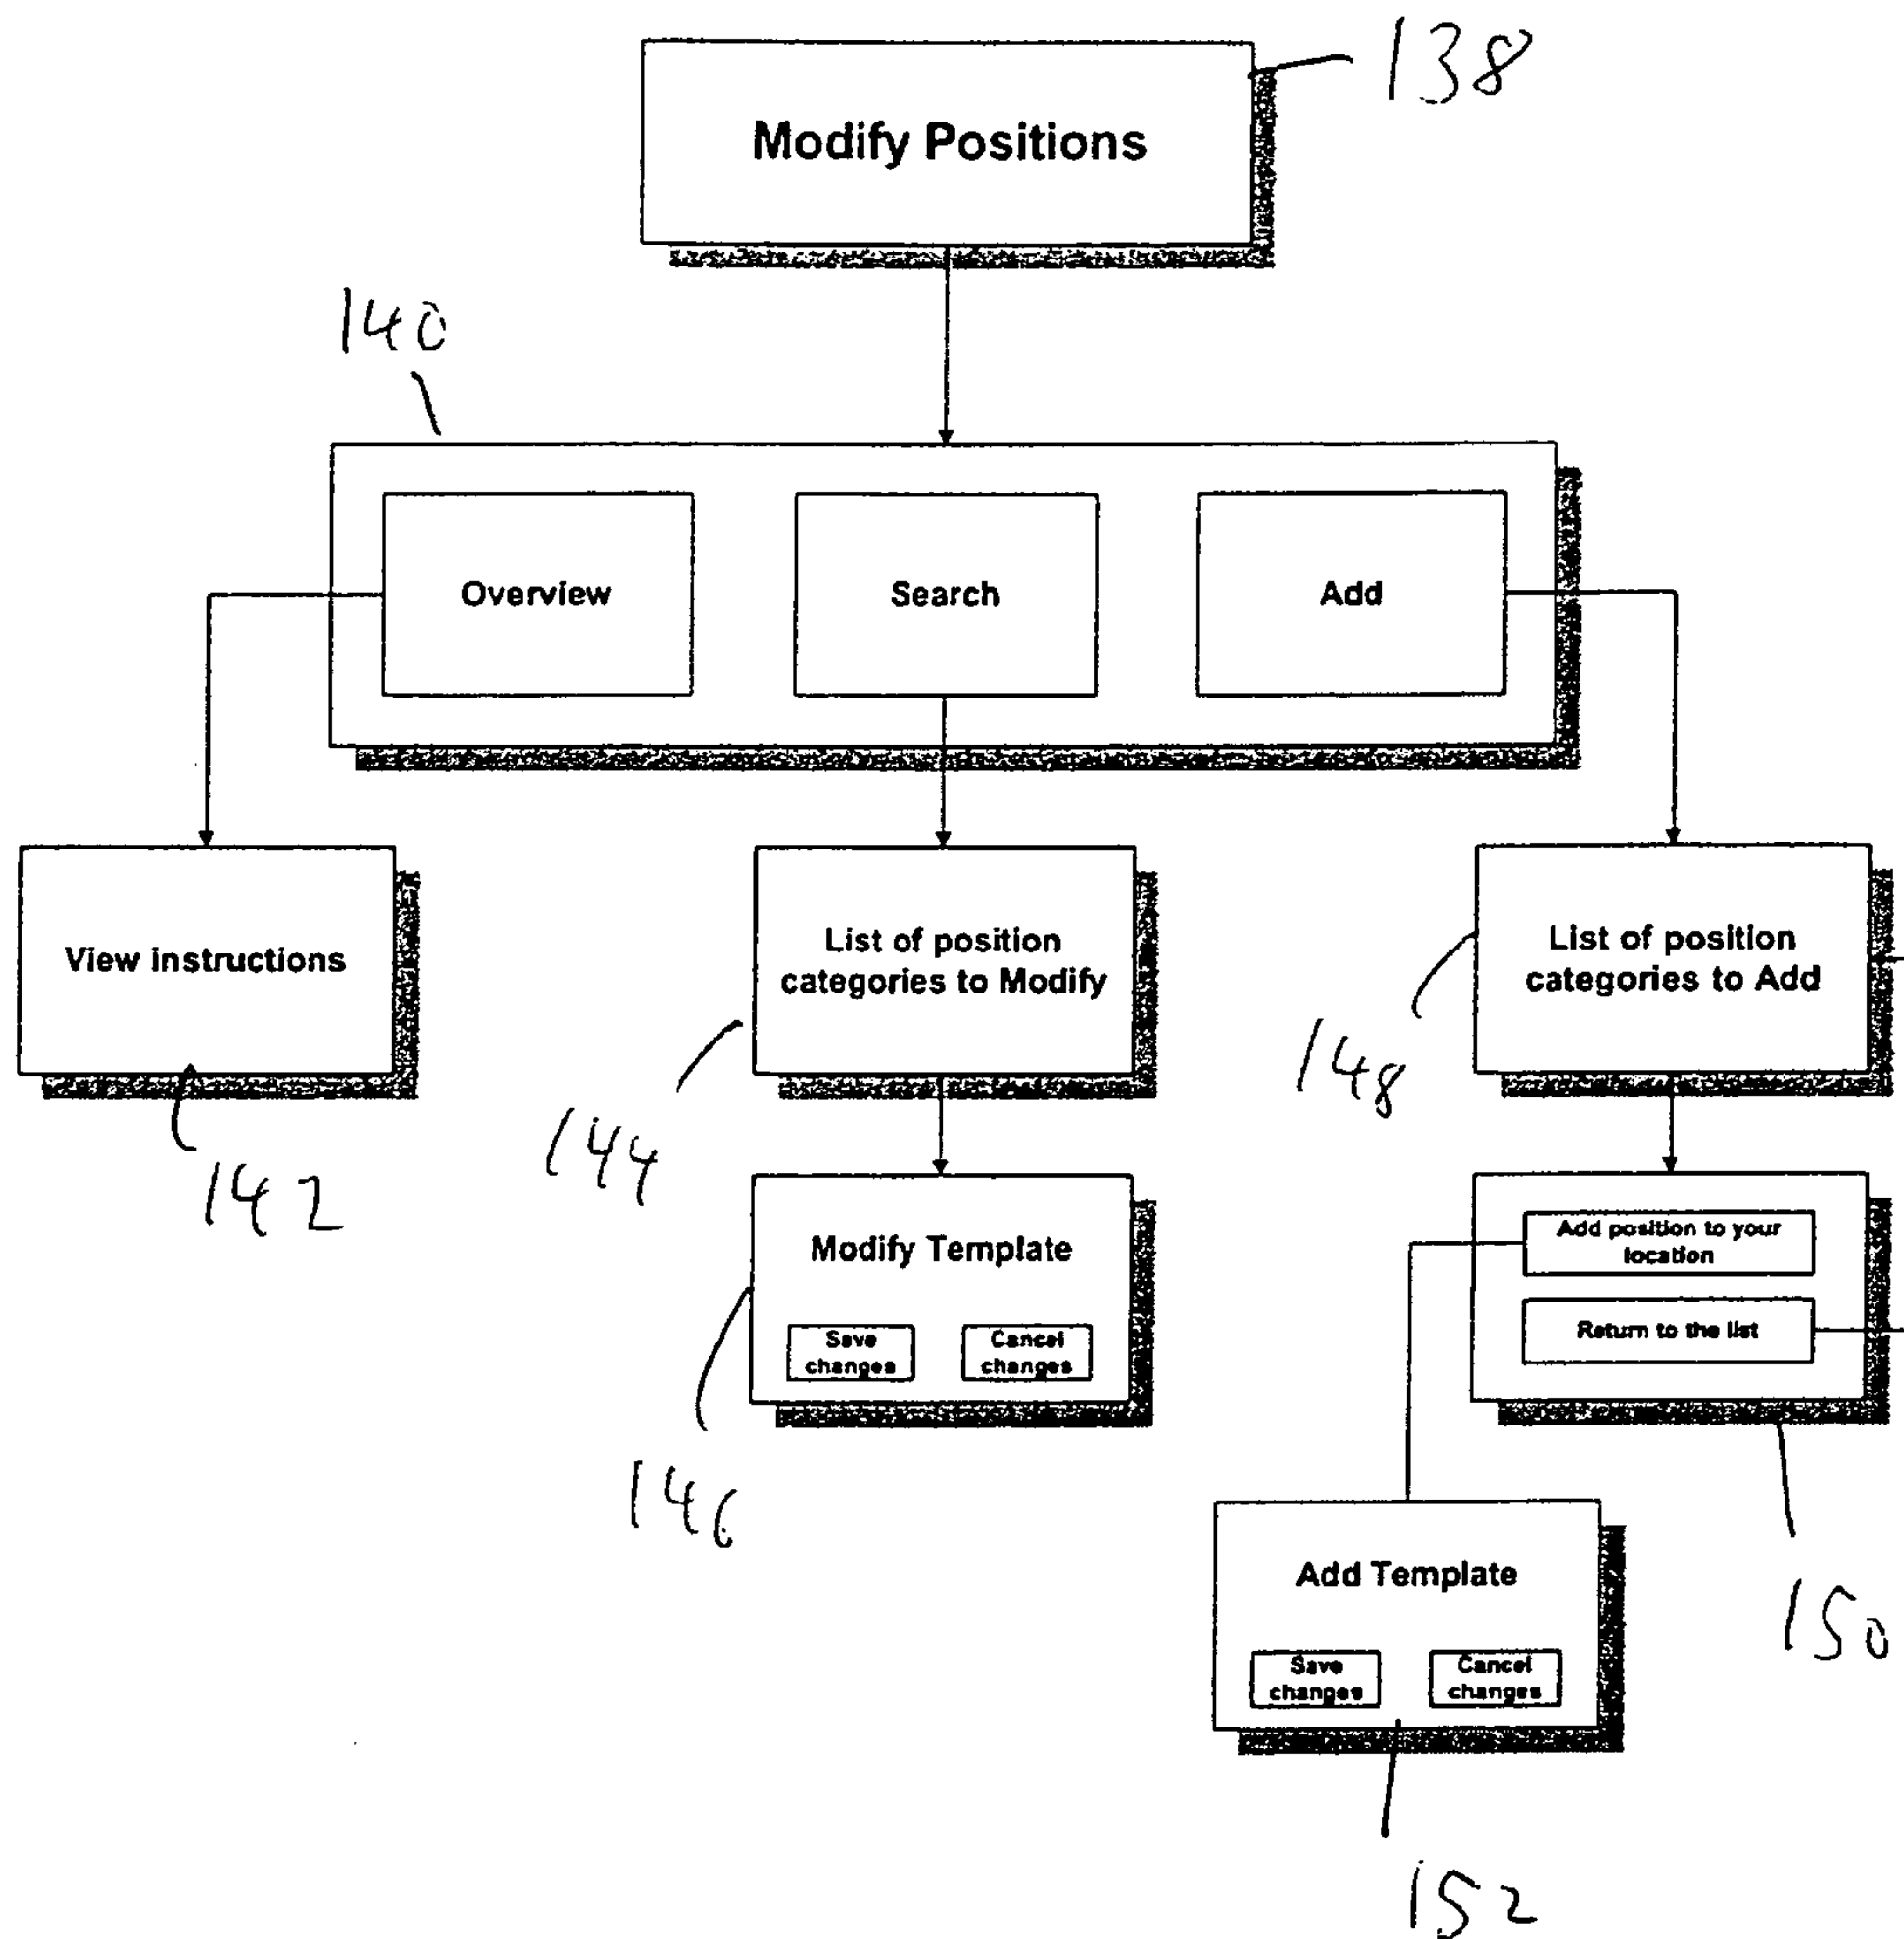 Modify Positions
138
140
Overview
Search
Add
View instructions
List of position
categories to Modify
List of position
categories to Add
142
144
148
Modify Template
Save
changes
Cancel
changes
146
Add position to your
location
Return to the list
150
Add Template
Save
changes
Cancel
changes
152